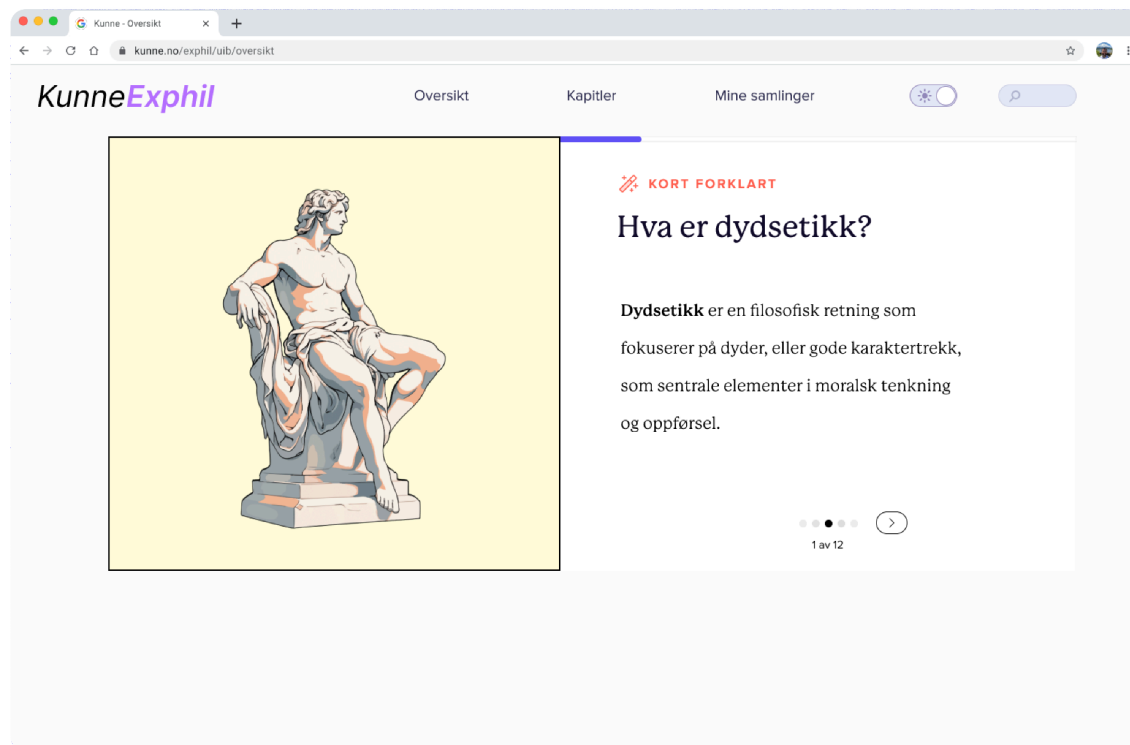 Kunne - Oversikt
kunne.no/exphil/uib/oversikt
KunneExphil
Oversikt
Kapitler
Mine samlinger
KORT FORKLART
Hva er dydsetikk?
Dydsetikk er en filosofisk retning som
fokuserer på dyder, eller gode karaktertrekk,
som sentrale elementer i moralsk tenkning
og oppførsel.
1 av 12